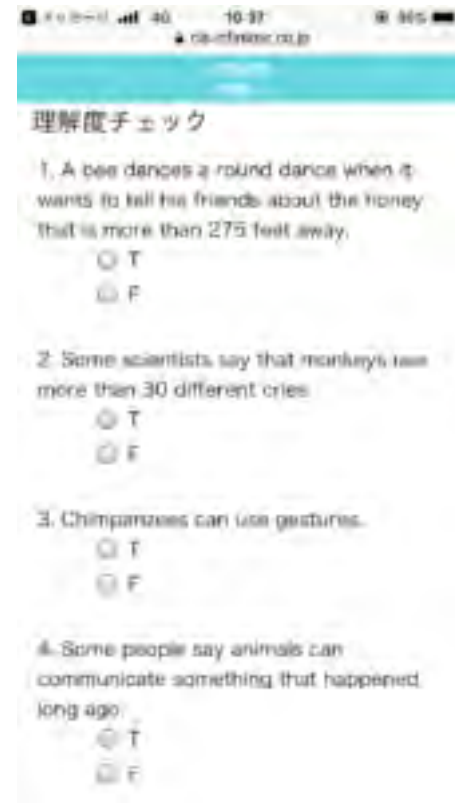 4G 10:37
理解度チェック
1. A bee dances a round dance when it
wants to tell his friends about the honey
that is more than 275 feet away.
T
F
2. Some scientists say that monkeys use
more than 30 different cries.
T
F
3. Chimpanzees can use gestures.
T
F
4. Some people say animals can
communicate something that happened
long ago.
T
F